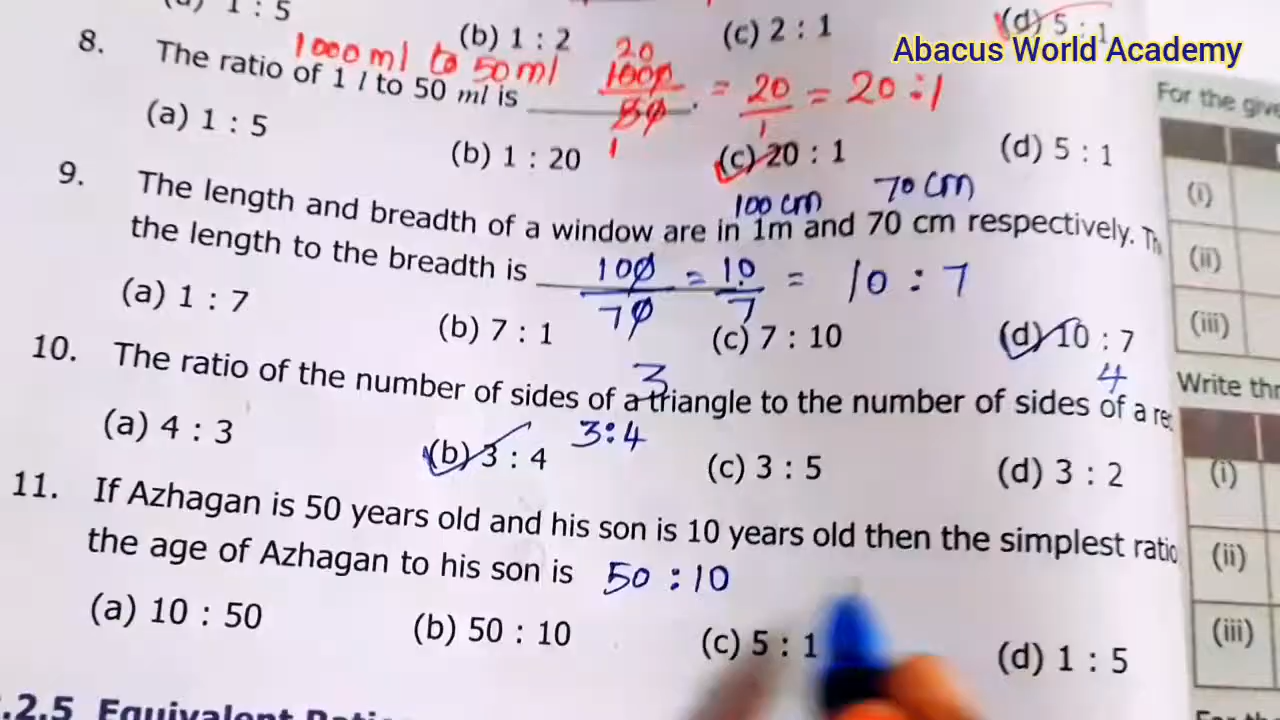 1 : 5
(b) 1 : 2
(c) 2 : 1
(d) 5 : 1
Abacus World Academy
1000 ml to 50 ml
8. The ratio of 1 l to 50 ml is ________.
20
1000 = 20 = 20 : 1
50 1
1
(a) 1 : 5
(b) 1 : 20
(c) 20 : 1
(d) 5 : 1
100 cm 70 cm
9. The length and breadth of a window are in 1m and 70 cm respectively.
the length to the breadth is ________
100 = 10 = 10 : 7
70 7
(a) 1 : 7
(b) 7 : 1
(c) 7 : 10
(d) 10 : 7
3 4
10. The ratio of the number of sides of a triangle to the number of sides of a
3:4
(a) 4 : 3
(b) 3 : 4
(c) 3 : 5
(d) 3 : 2
11. If Azhagan is 50 years old and his son is 10 years old then the simplest
the age of Azhagan to his son is 50 : 10
(a) 10 : 50
(b) 50 : 10
(c) 5 : 1
(d) 1 : 5
.2.5
For the
(i)
(ii)
(iii)
Write
(i)
(ii)
(iii)